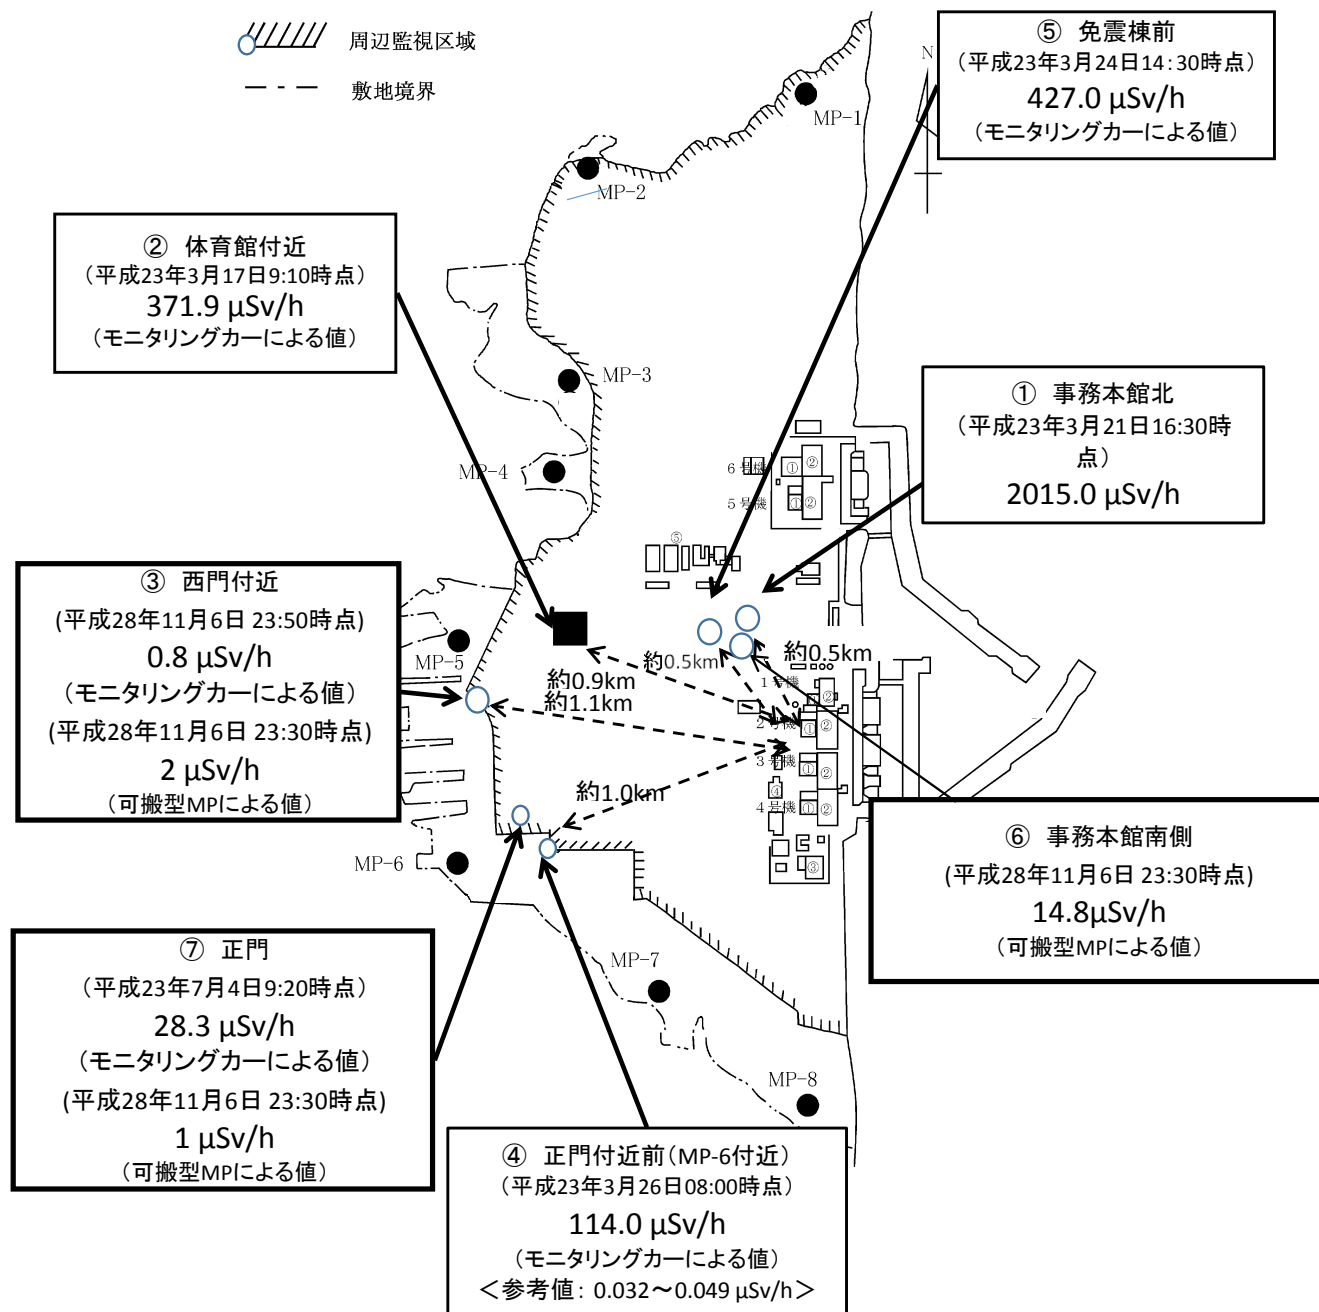 周辺監視区域
敷地境界
⑤ 免震棟前
（平成23年3月24日14:30時点）
427.0 μSv/h
（モニタリングカーによる値）
N
MP-1
MP-2
② 体育館付近
（平成23年3月17日9:10時点）
371.9 μSv/h
（モニタリングカーによる値）
MP-3
① 事務本館北
（平成23年3月21日16:30時
点）
2015.0 μSv/h
MP-4
6号機
①
②
5号機
①
②
⑤
③ 西門付近
(平成28年11月6日 23:50時点)
0.8 μSv/h
（モニタリングカーによる値）
(平成28年11月6日 23:30時点)
2 μSv/h
（可搬型MPによる値）
MP-5
約0.5km
約0.5km
約0.9km
約1.1km
1号機
②
2号機
①
②
3号機
①
②
約1.0km
④
4号機
①
②
③
MP-6
⑥ 事務本館南側
(平成28年11月6日 23:30時点)
14.8μSv/h
（可搬型MPによる値）
⑦ 正門
（平成23年7月4日9:20時点）
28.3 μSv/h
（モニタリングカーによる値）
(平成28年11月6日 23:30時点)
1 μSv/h
（可搬型MPによる値）
MP-7
MP-8
④ 正門付近前（MP-6付近）
（平成23年3月26日08:00時点）
114.0 μSv/h
（モニタリングカーによる値）
＜参考値: 0.032～0.049 μSv/h＞